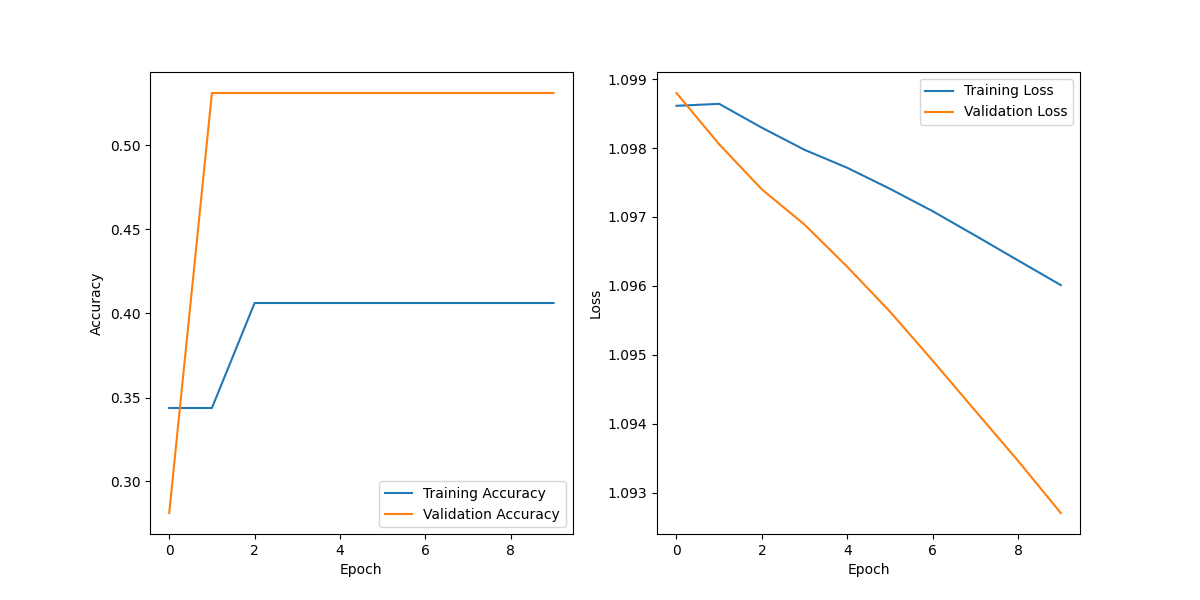 0.50
0.45
0.40
0.35
0.30
Accuracy
0 2 4 6 8
Epoch
Training Accuracy
Validation Accuracy
1.099
1.098
1.097
1.096
1.095
1.094
1.093
Loss
0 2 4 6 8
Epoch
Training Loss
Validation Loss